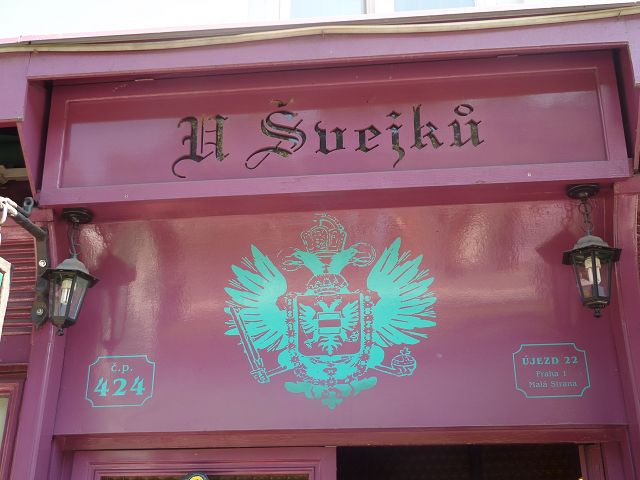 U Švejků
č.p.
424
ÚJEZD 22
Praha 1
Malá Strana